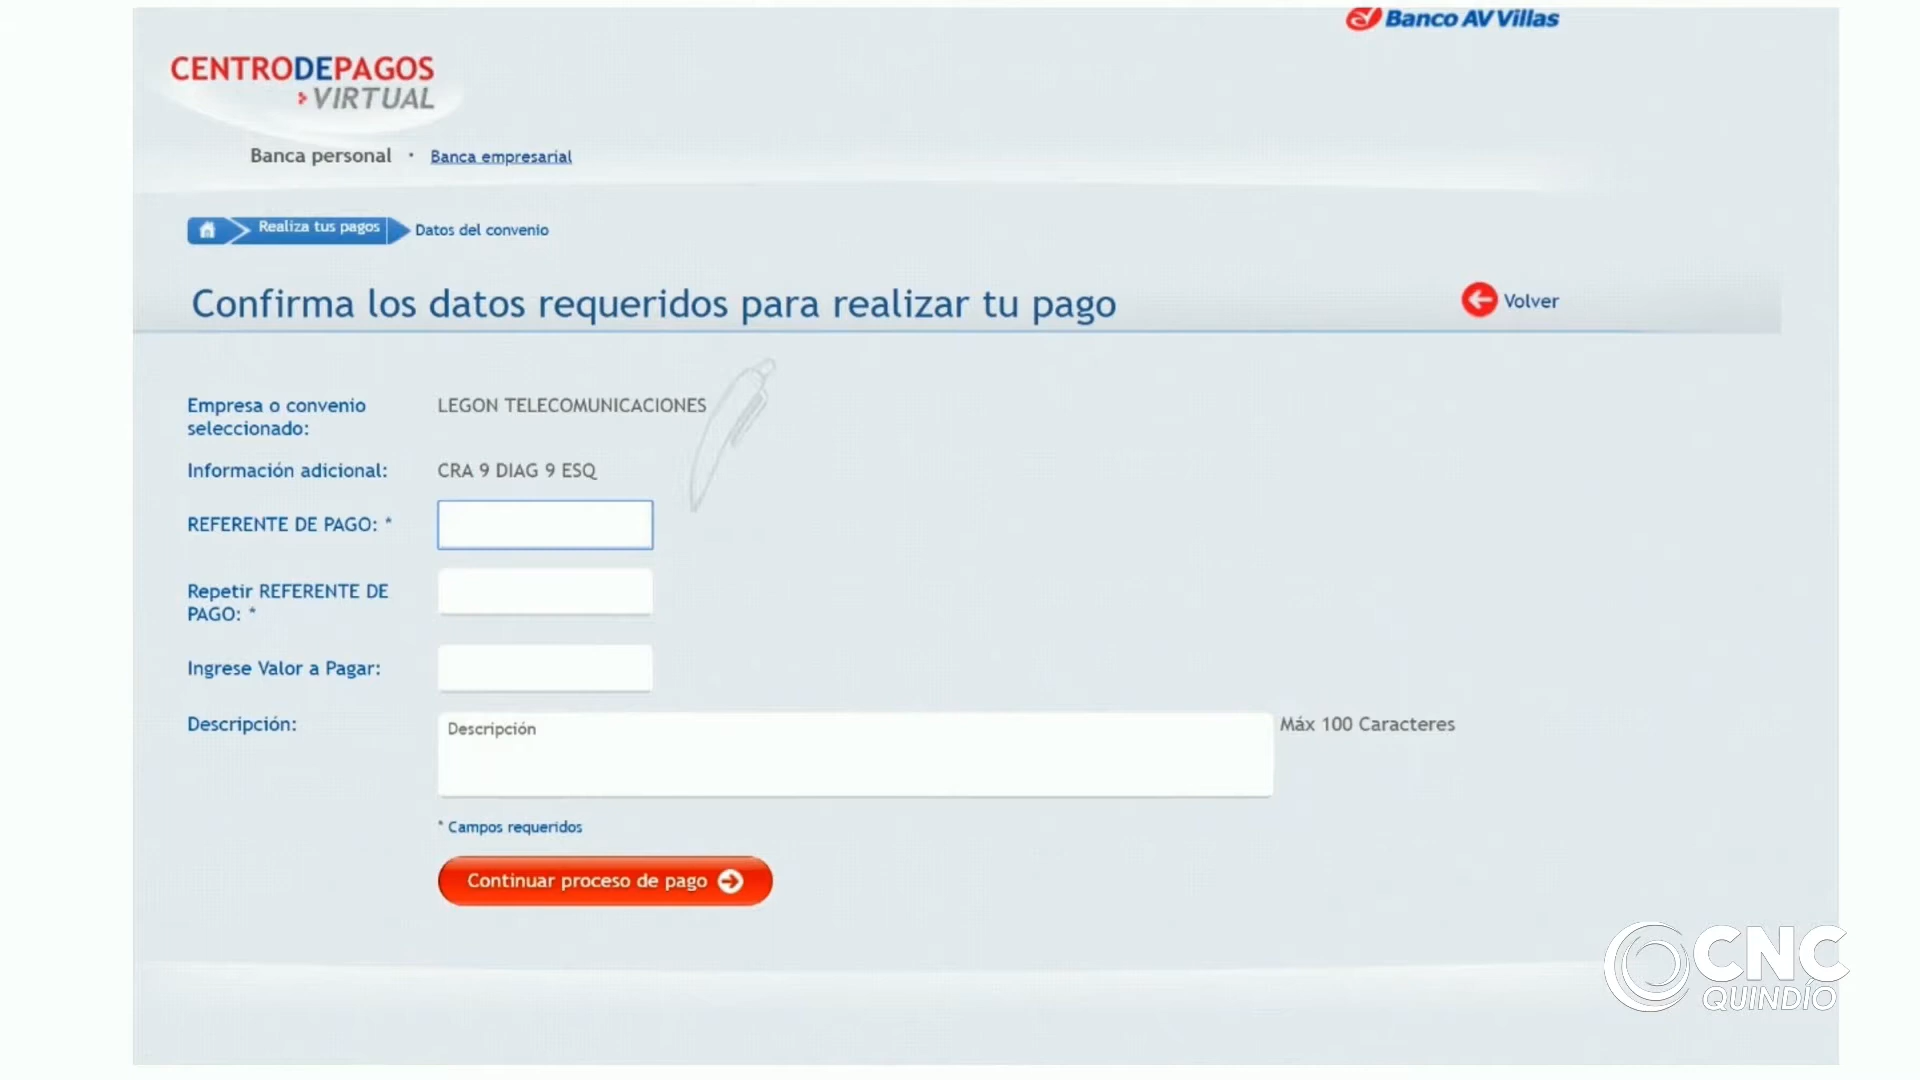 Banco AV Villas
CENTRODEPAGOS
VIRTUAL
Banca personal · Banca empresarial
Realiza tus pagos Datos del convenio
Confirma los datos requeridos para realizar tu pago
Volver
Empresa o convenio
seleccionado:
LEGON TELECOMUNICACIONES
Información adicional: CRA 9 DIAG 9 ESQ
REFERENTE DE PAGO: *
Repetir REFERENTE DE
PAGO: *
Ingrese Valor a Pagar:
Descripción: Descripción Máx 100 Caracteres
* Campos requeridos
Continuar proceso de pago
CNC
QUINDÍO